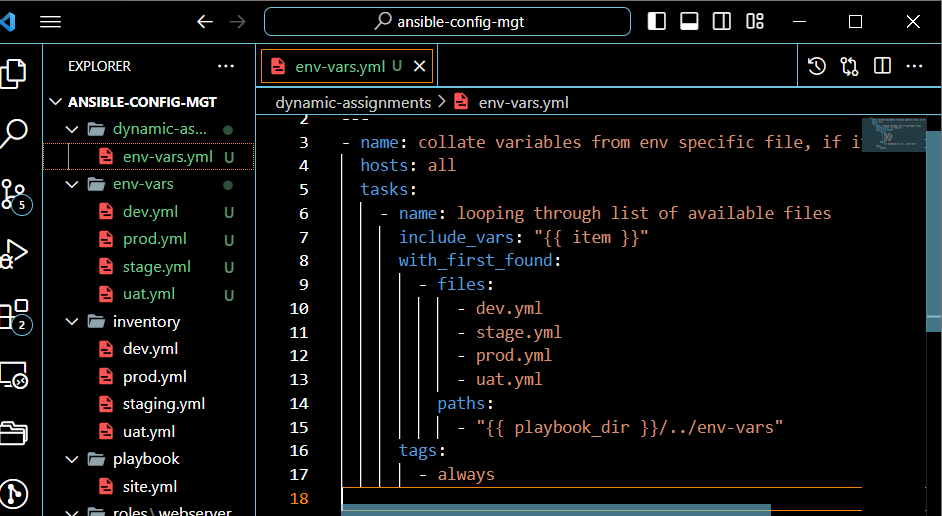 ansible-config-mgt
EXPLORER
env-vars.yml U
ANSIBLE-CONFIG-MGT
dynamic-assignments > env-vars.yml
dynamic-as...
env-vars.yml U
env-vars
dev.yml U
prod.yml U
stage.yml U
uat.yml U
inventory
dev.yml
prod.yml
staging.yml
uat.yml
playbook
site.yml
roles\webserver
5
2
2 ---
3 - name: collate variables from env specific file, if i
4 hosts: all
5 tasks:
6 - name: looping through list of available files
7 include_vars: "{{ item }}"
8 with_first_found:
9 - files:
10 - dev.yml
11 - stage.yml
12 - prod.yml
13 - uat.yml
14 paths:
15 - "{{ playbook_dir }}/../env-vars"
16 tags:
17 - always
18